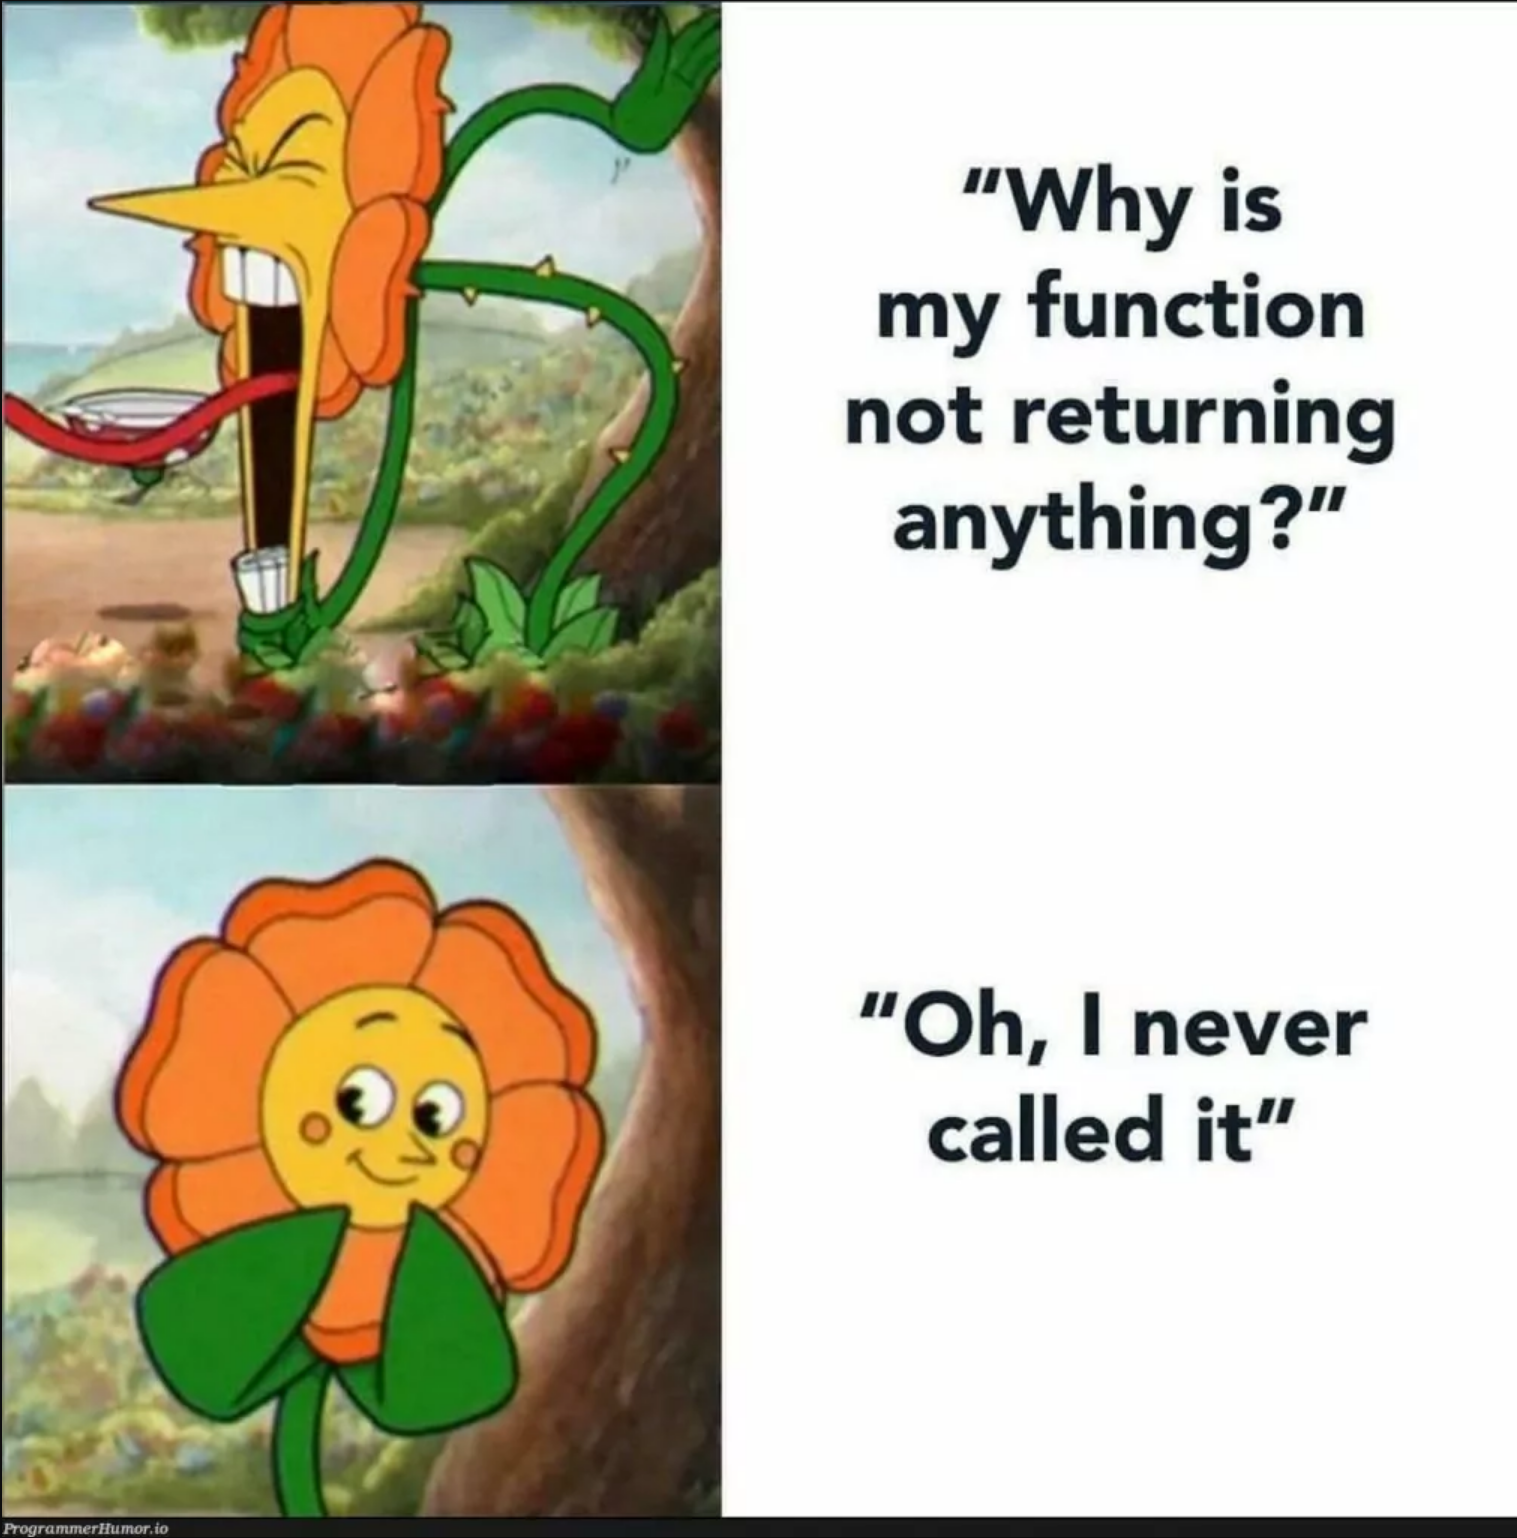 "Why is
my function
not returning
anything?"
"Oh, I never
called it"
ProgrammerHumor.io